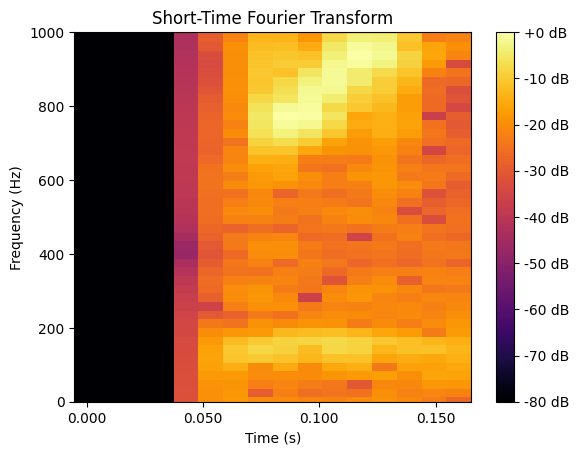 Short-Time Fourier Transform
1000
800
600
400
200
0
Frequency (Hz)
0.000
0.050
0.100
0.150
Time (s)
+0 dB
-10 dB
-20 dB
-30 dB
-40 dB
-50 dB
-60 dB
-70 dB
-80 dB